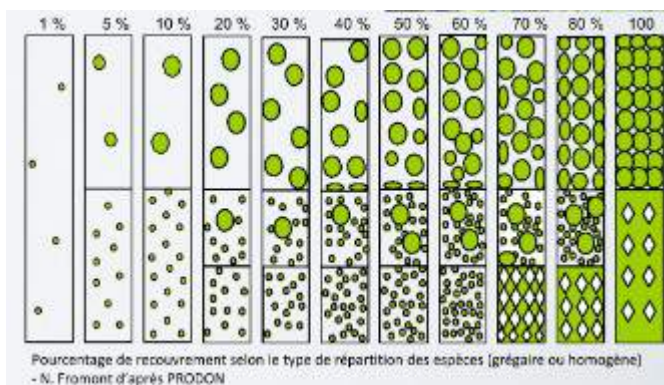 1 % 5 % 10 % 20 % 30 % 40 % 50 % 60 % 70 % 80 % 100
Pourcentage de recouvrement selon le type de répartition des espèces (grégaire ou homogène)
- N. Fromont d'après PRODON